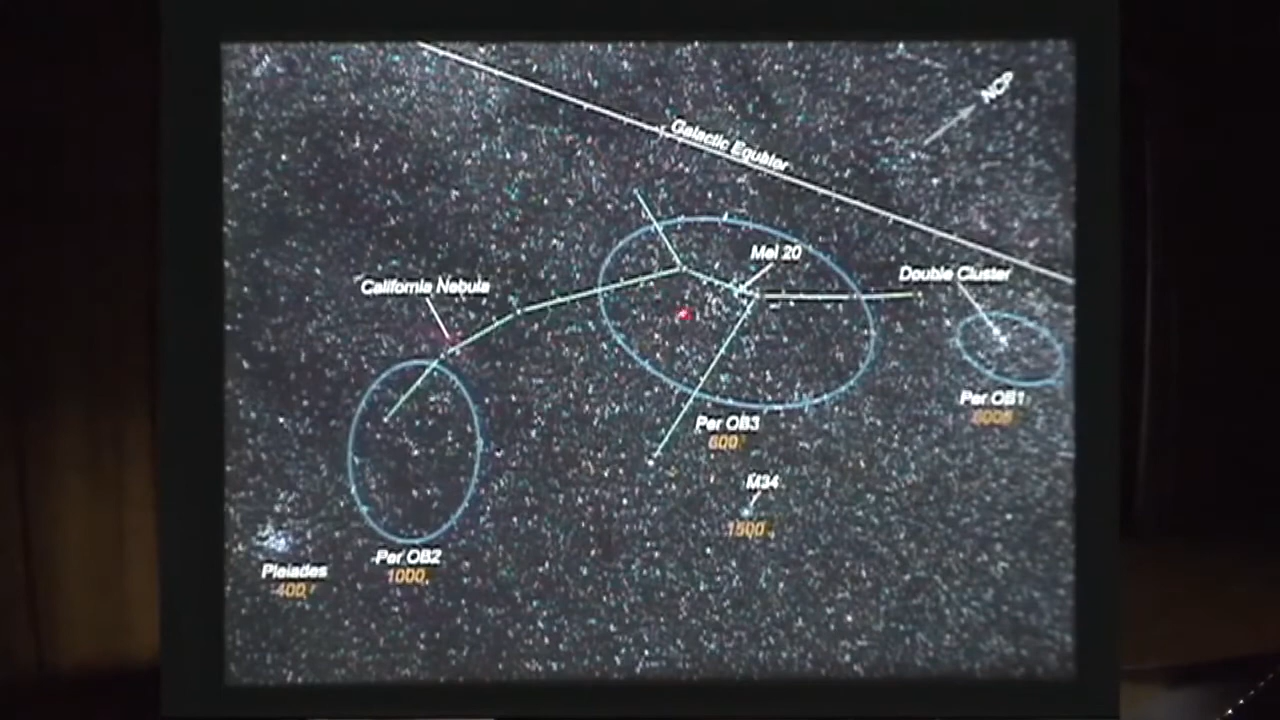 NCP
Galactic Equator
Mel 20
Double Cluster
California Nebula
Per OB1
Per OB3
600
M34
1500
Per OB2
1000
Pleiades
400